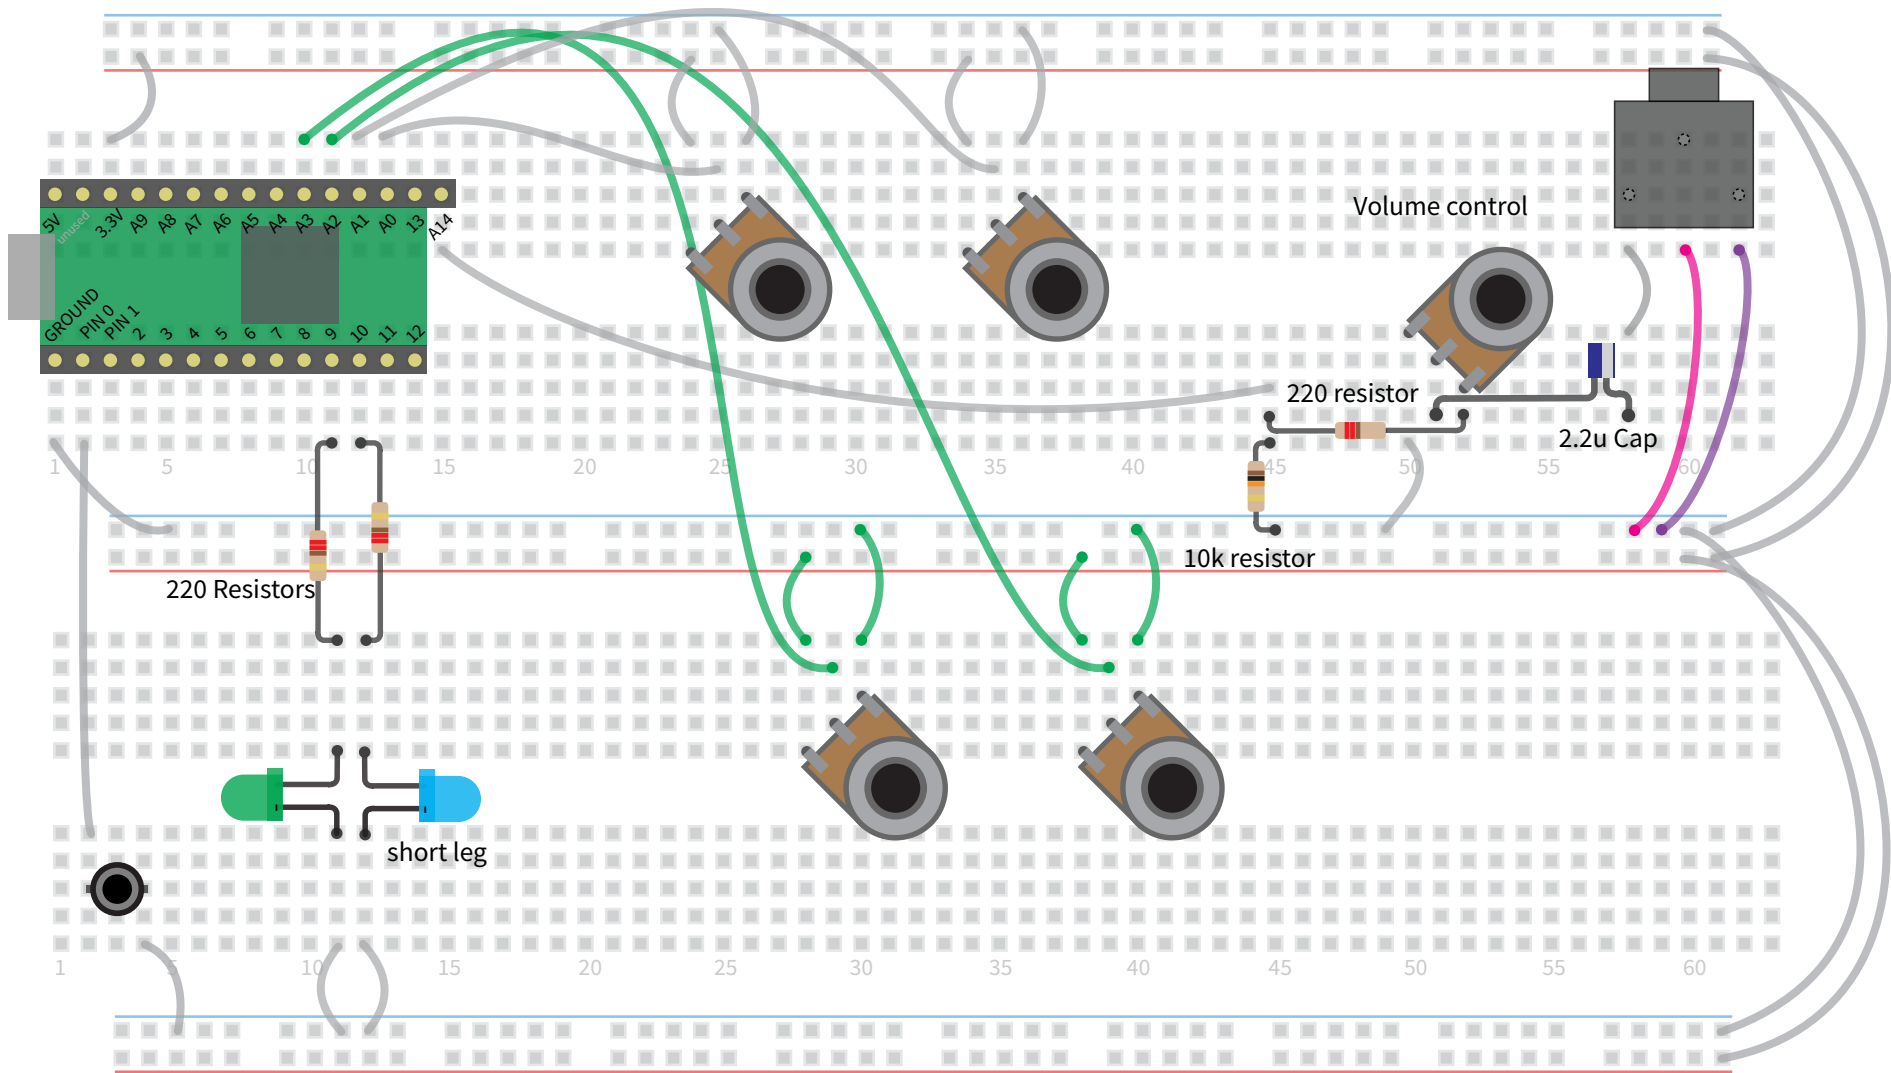 5V
unused
3.3V
A9
A8
A7
A6
A5
A4
A3
A2
A1
A0
13
A14
GROUND
PIN 0
PIN 1
2
3
4
5
6
7
8
9
10
11
12
Volume control
220 resistor
2.2u Cap
1 5 10 15 20 25 30 35 40 45 50 55 60
10k resistor
220 Resistors
short leg
1 5 10 15 20 25 30 35 40 45 50 55 60